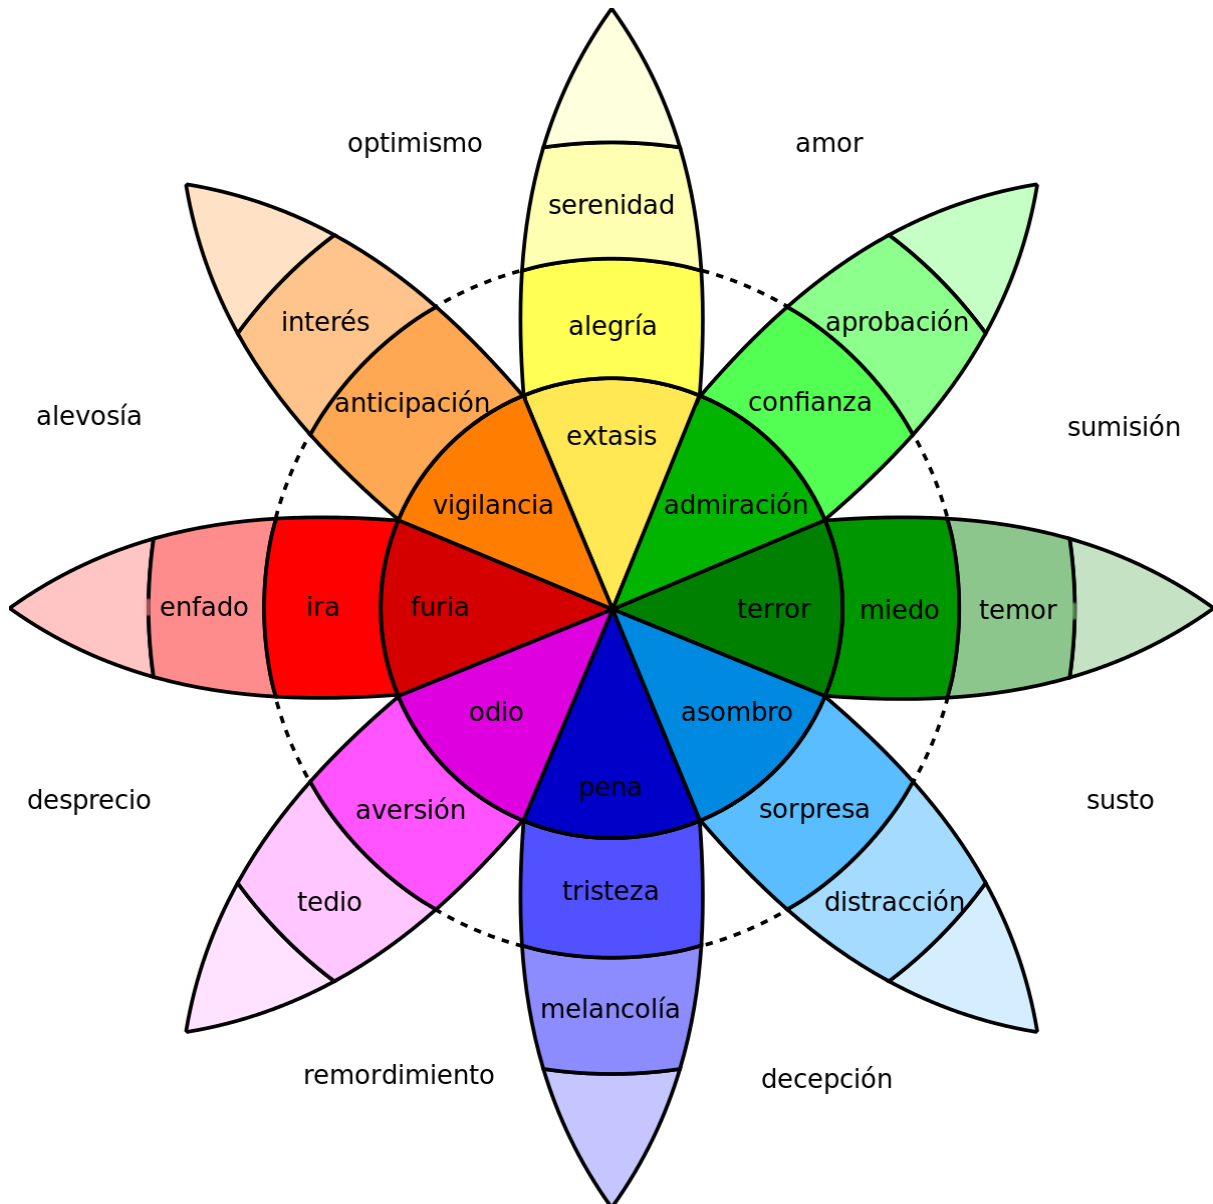 optimismo
amor
serenidad
interés
alegría
aprobación
anticipación
confianza
alevosía
sumisión
extasis
vigilancia
admiración
enfado
ira
furia
terror
miedo
temor
odio
asombro
pena
desprecio
susto
aversión
sorpresa
tristeza
tedio
distracción
melancolía
remordimiento
decepción